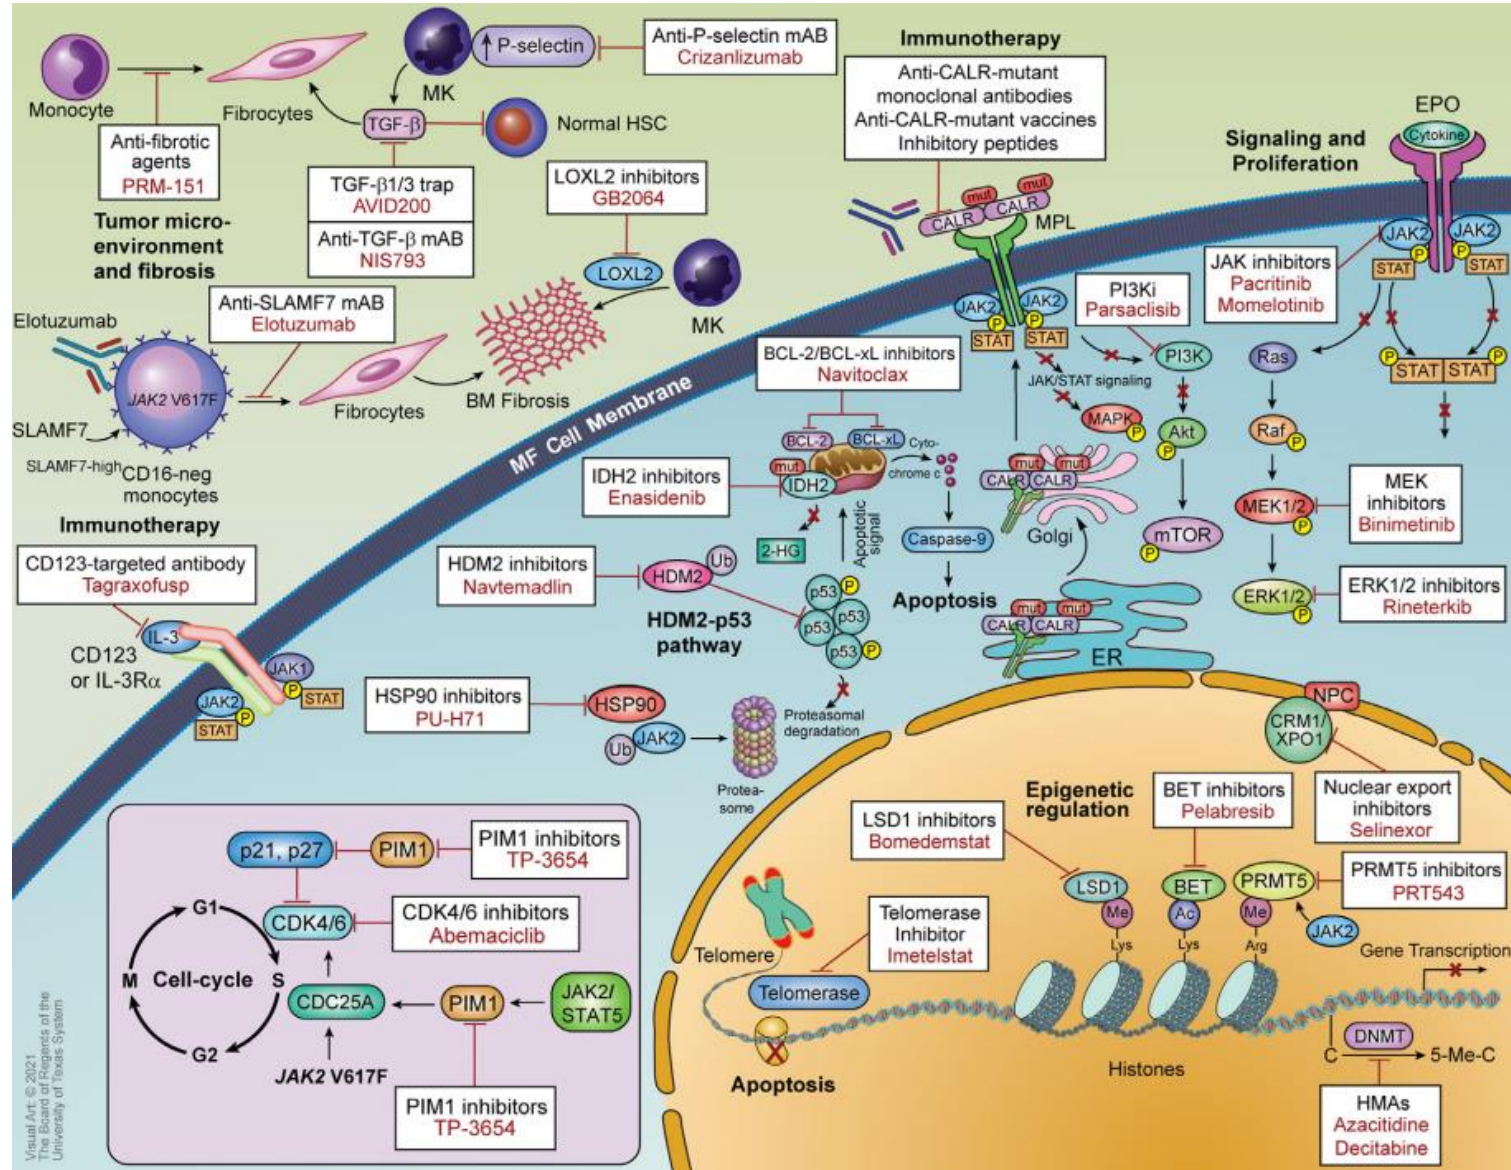 Monocyte
Fibrocytes
Anti-fibrotic
agents
PRM-151
Tumor micro-
environment
and fibrosis
MK
↑ P-selectin
Anti-P-selectin mAB
Crizanlizumab
TGF-β
Normal HSC
TGF-β1/3 trap
AVID200
Anti-TGF-β mAB
NIS793
LOXL2 inhibitors
GB2064
LOXL2
MK
BM Fibrosis
Anti-SLAMF7 mAB
Elotuzumab
Elotuzumab
JAK2 V617F
Fibrocytes
SLAMF7
SLAMF7-high CD16-neg
monocytes
Immunotherapy
CD123-targeted antibody
Tagraxofusp
IL-3
CD123
or IL-3Rα
JAK1
P
STAT
JAK2
P
STAT
MF Cell Membrane
Immunotherapy
Anti-CALR-mutant
monoclonal antibodies
Anti-CALR-mutant vaccines
Inhibitory peptides
mut
mut
CALR
CALR
MPL
JAK2
JAK2
P
P
STAT
STAT
JAK/STAT signaling
MAPK
P
PI3Ki
Parsaclisib
PI3K
Akt
P
mTOR
P
Signaling and
Proliferation
EPO
Cytokine
JAK2
JAK2
P
P
STAT
STAT
JAK inhibitors
Pacritinib
Momelotinib
Ras
Raf
P
MEK1/2
P
ERK1/2
P
P
P
STAT
STAT
MEK
inhibitors
Binimetinib
ERK1/2 inhibitors
Rineterkib
BCL-2/BCL-xL inhibitors
Navitoclax
BCL-2
BCL-xL
Cyto-
chrome c
mut
IDH2
IDH2 inhibitors
Enasidenib
2-HG
Apoptotic
signal
Caspase-9
Apoptosis
mut
mut
CALR
CALR
Golgi
mut
mut
CALR
CALR
ER
HDM2 inhibitors
Navtemadlin
HDM2
Ub
HDM2-p53
pathway
p53
P
p53
p53
p53
P
Proteasomal
degradation
HSP90 inhibitors
PU-H71
HSP90
Ub
JAK2
Protea-
some
p21, p27
PIM1
PIM1 inhibitors
TP-3654
CDK4/6
CDK4/6 inhibitors
Abemaciclib
G1
M
Cell-cycle
S
G2
CDC25A
PIM1
JAK2/
STAT5
JAK2 V617F
PIM1 inhibitors
TP-3654
NPC
CRM1/
XPO1
Nuclear export
inhibitors
Selinexor
Epigenetic
regulation
LSD1 inhibitors
Bomedemstat
BET inhibitors
Pelabresib
LSD1
Me
Lys
BET
Ac
Lys
PRMT5
Me
Arg
PRMT5 inhibitors
PRT543
JAK2
Gene Transcription
Telomere
Telomerase
Inhibitor
Imetelstat
Telomerase
Apoptosis
Histones
DNMT
C
5-Me-C
HMAs
Azacitidine
Decitabine
Visual Art: © 2021
The Board of Regents of the
University of Texas System